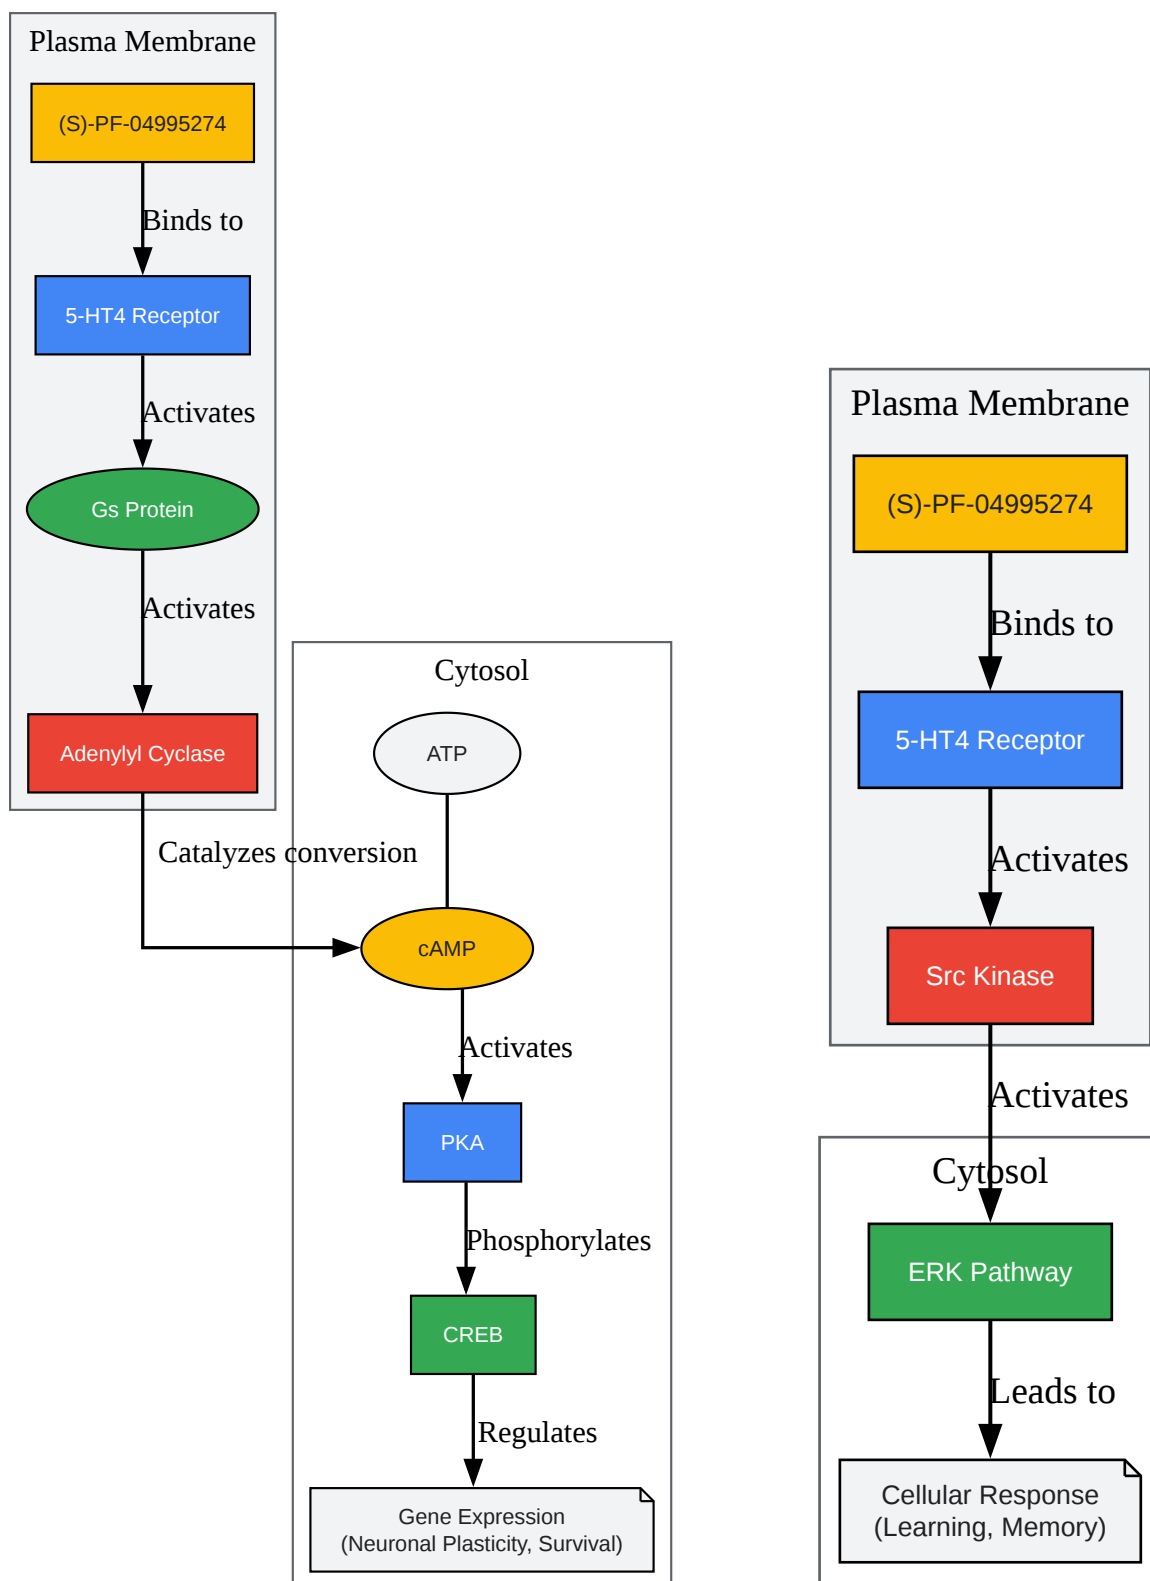 Plasma Membrane
(S)-PF-04995274
Binds to
5-HT4 Receptor
Activates
Gs Protein
Activates
Adenylyl Cyclase
Catalyzes conversion
Cytosol
ATP
cAMP
Activates
PKA
Phosphorylates
CREB
Regulates
Gene Expression
(Neuronal Plasticity, Survival)
Plasma Membrane
(S)-PF-04995274
Binds to
5-HT4 Receptor
Activates
Src Kinase
Activates
Cytosol
ERK Pathway
Leads to
Cellular Response
(Learning, Memory)